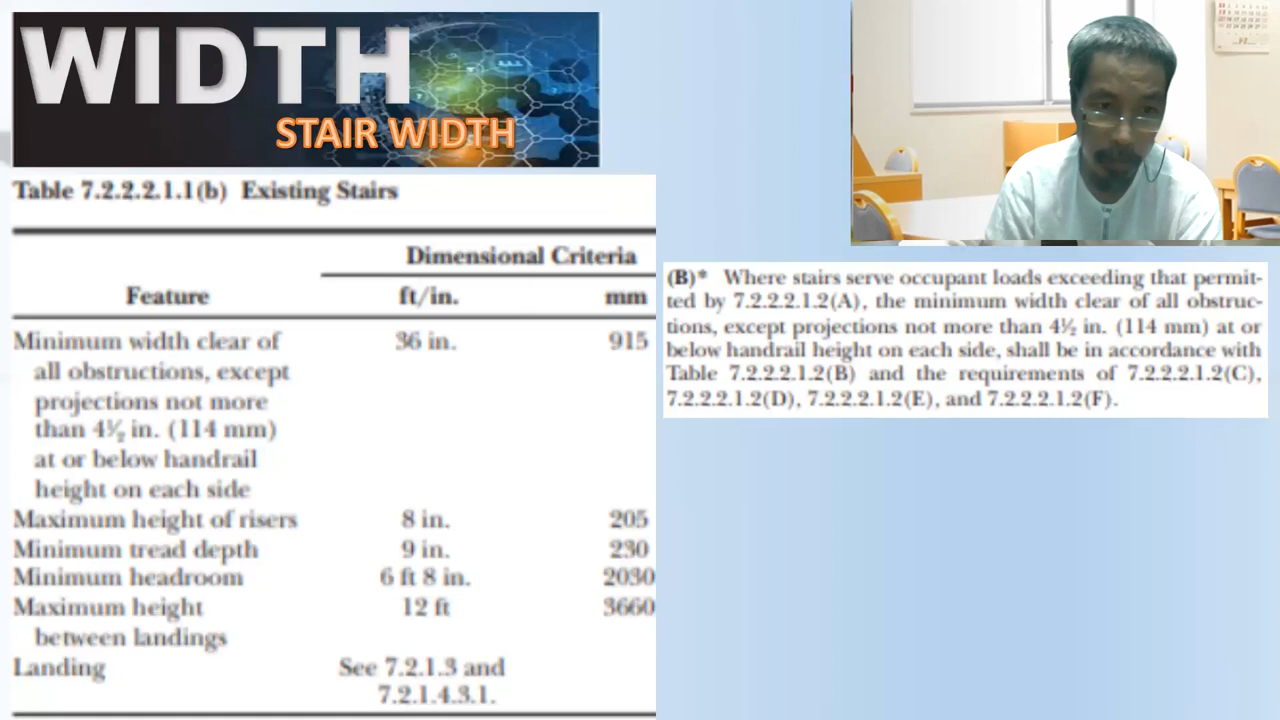 WIDTH
STAIR WIDTH
Table 7.2.2.2.1.1(b) Existing Stairs
Dimensional Criteria
Feature ft/in. mm
Minimum width clear of 36 in. 915
all obstructions, except
projections not more
than 4½ in. (114 mm)
at or below handrail
height on each side
Maximum height of risers 8 in. 205
Minimum tread depth 9 in. 230
Minimum headroom 6 ft 8 in. 2030
Maximum height 12 ft 3660
between landings
Landing See 7.2.1.3 and
7.2.1.4.3.1.
(B)* Where stairs serve occupant loads exceeding that permit-
ted by 7.2.2.2.1.2(A), the minimum width clear of all obstruc-
tions, except projections not more than 4½ in. (114 mm) at or
below handrail height on each side, shall be in accordance with
Table 7.2.2.2.1.2(B) and the requirements of 7.2.2.2.1.2(C),
7.2.2.2.1.2(D), 7.2.2.2.1.2(E), and 7.2.2.2.1.2(F).